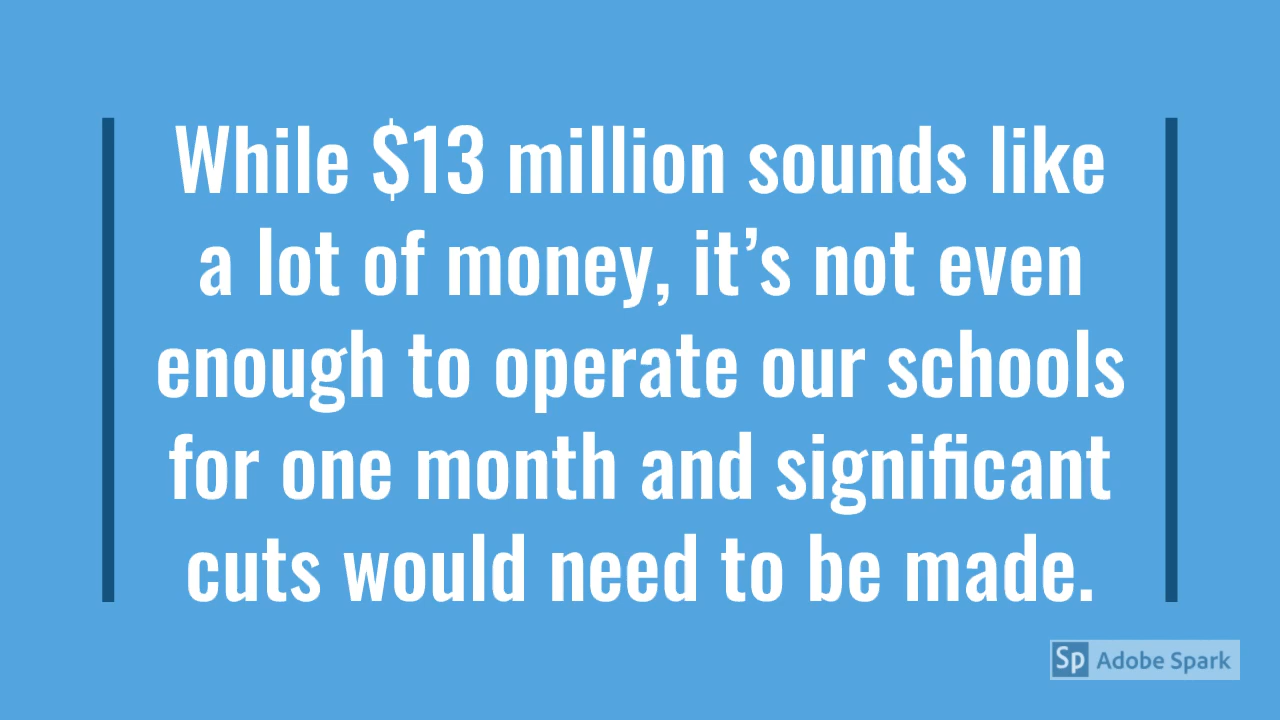 While $13 million sounds like
a lot of money, it’s not even
enough to operate our schools
for one month and significant
cuts would need to be made.
Sp Adobe Spark